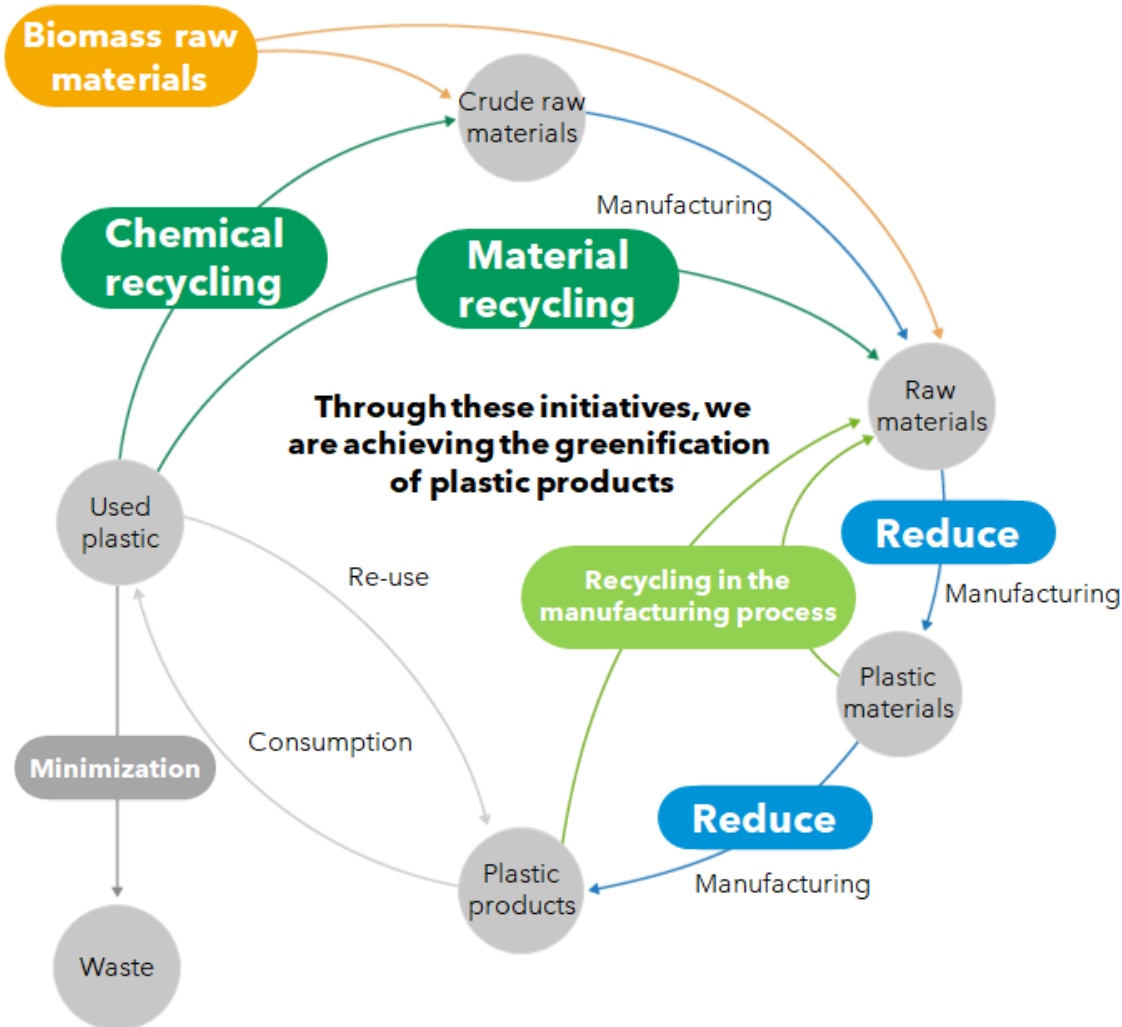 Biomass raw
materials
Crude raw
materials
Manufacturing
Chemical
recycling
Material
recycling
Through these initiatives, we
are achieving the greenification
of plastic products
Raw
materials
Used
plastic
Reduce
Re-use
Recycling in the
manufacturing process
Manufacturing
Plastic
materials
Consumption
Minimization
Reduce
Manufacturing
Plastic
products
Waste